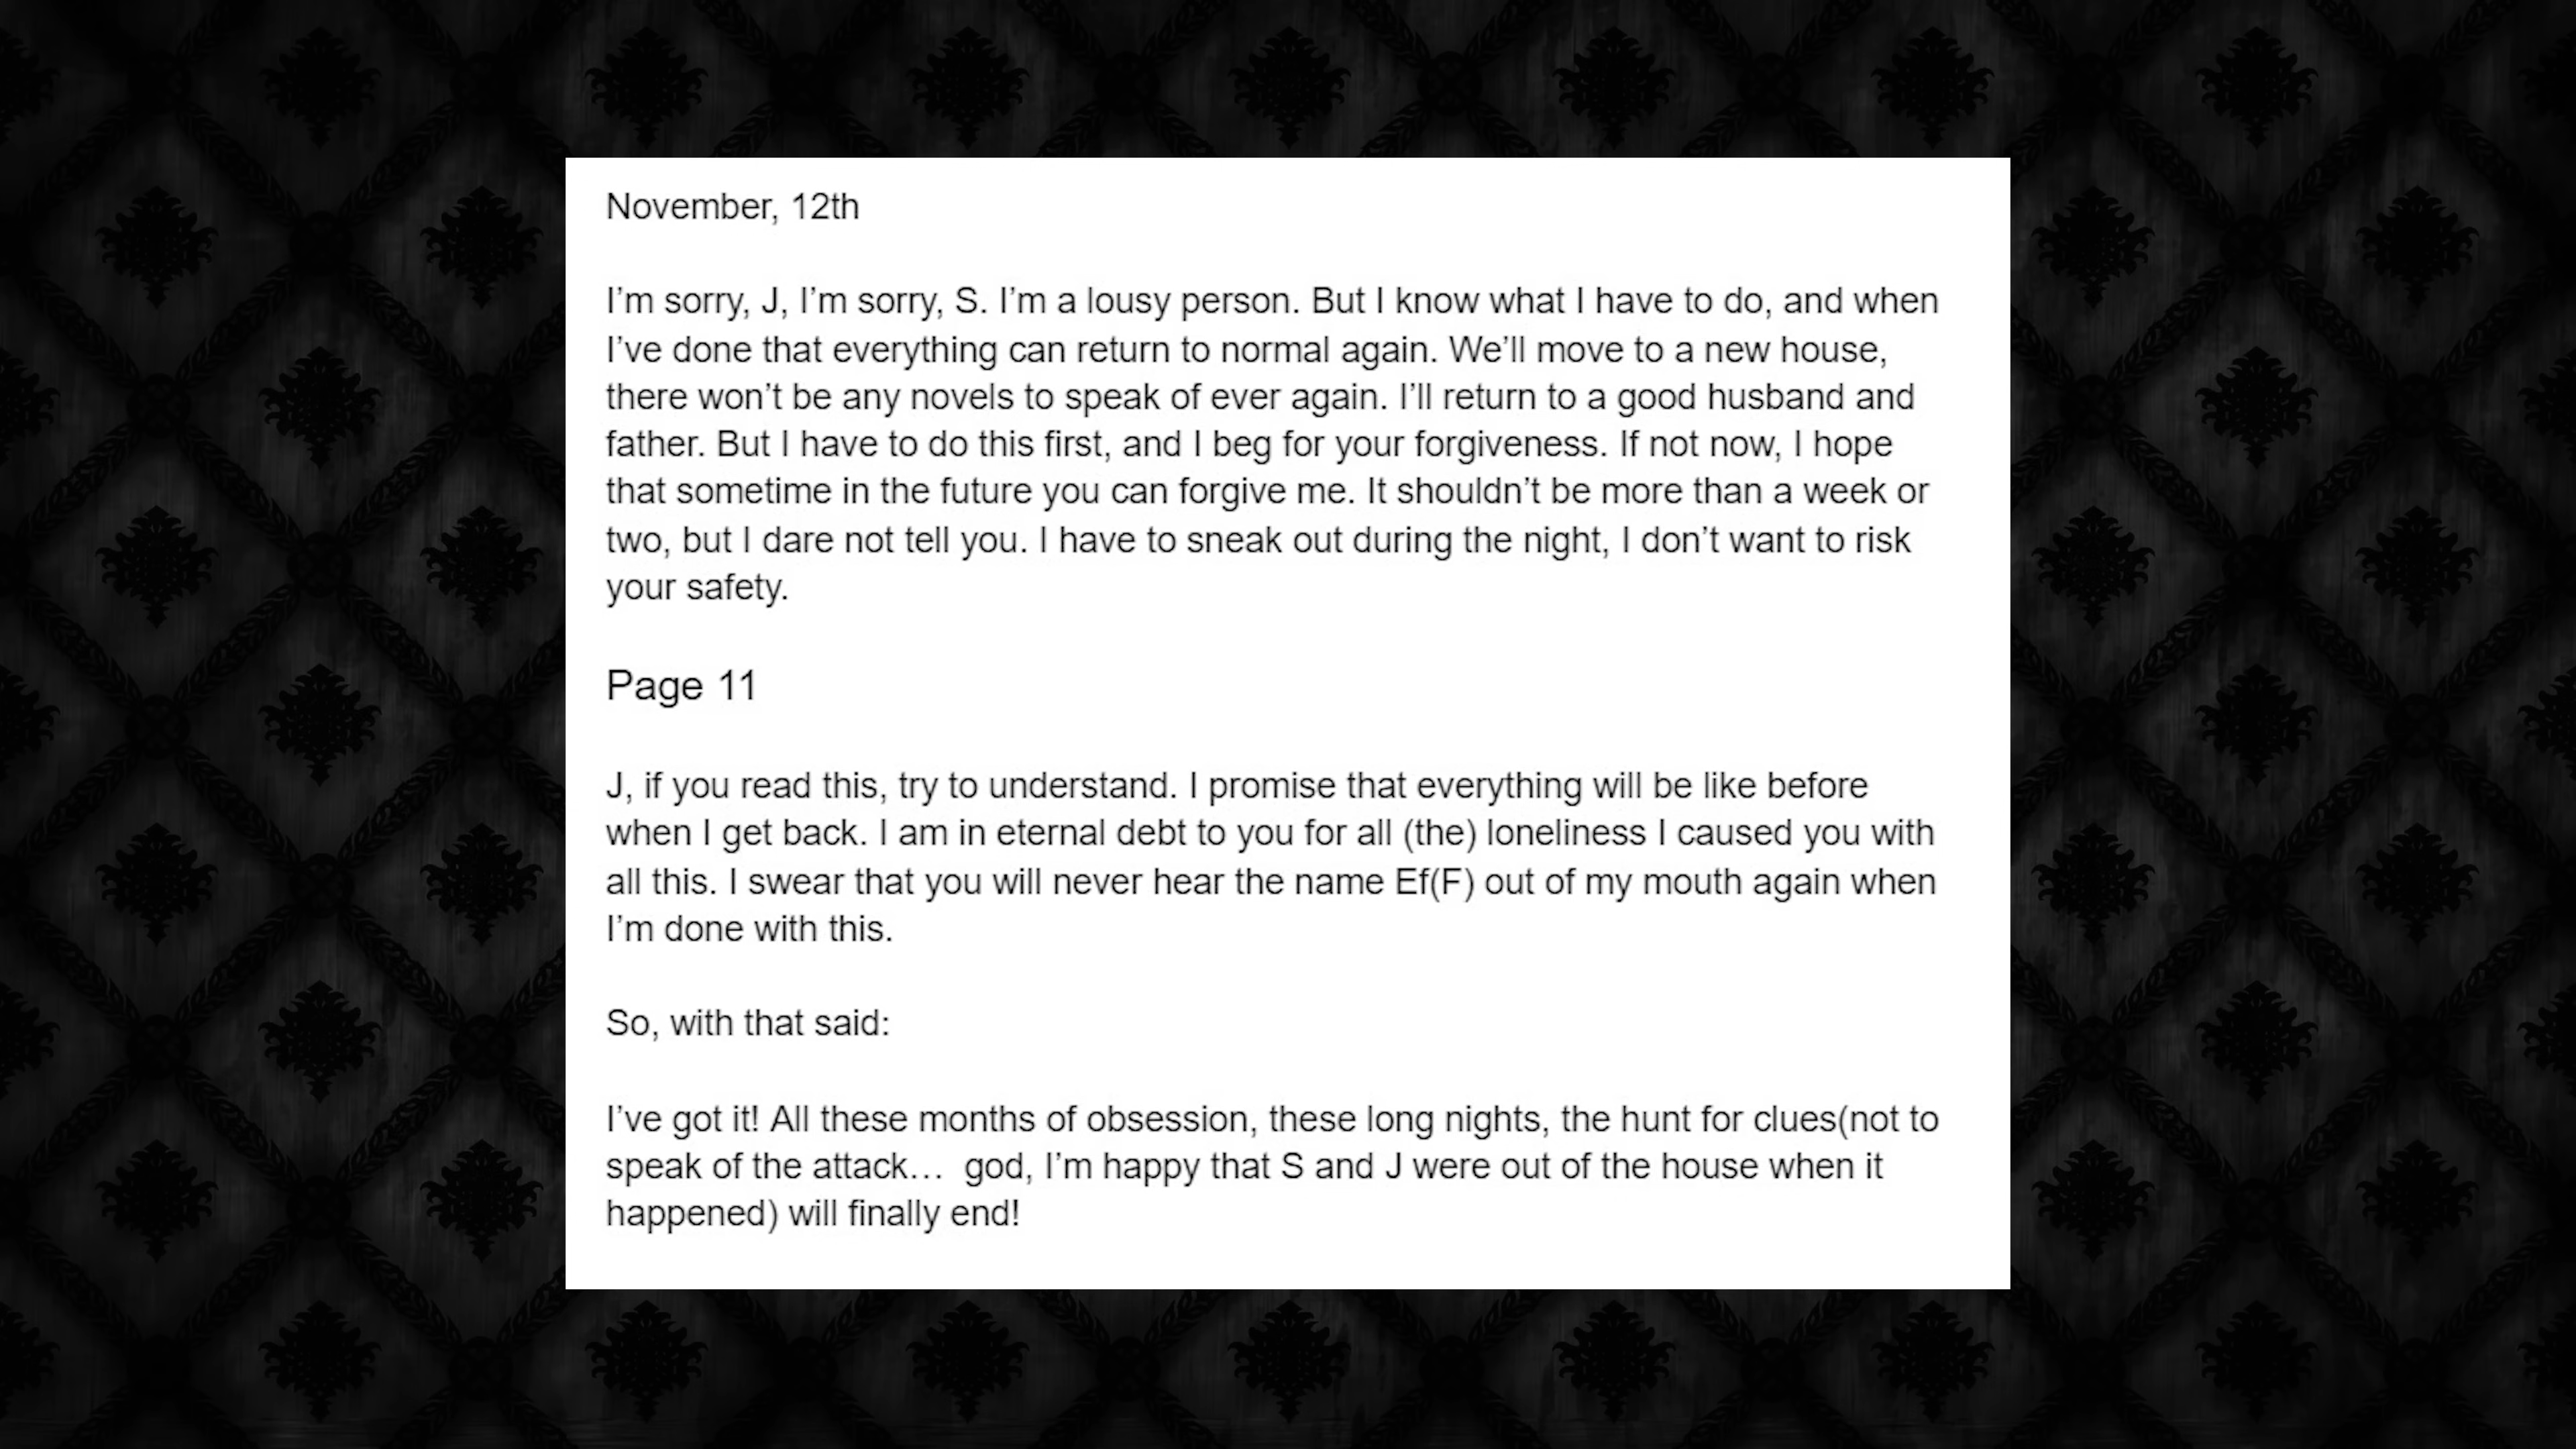 November, 12th
I’m sorry, J, I’m sorry, S. I’m a lousy person. But I know what I have to do, and when
I’ve done that everything can return to normal again. We’ll move to a new house,
there won’t be any novels to speak of ever again. I’ll return to a good husband and
father. But I have to do this first, and I beg for your forgiveness. If not now, I hope
that sometime in the future you can forgive me. It shouldn’t be more than a week or
two, but I dare not tell you. I have to sneak out during the night, I don’t want to risk
your safety.
Page 11
J, if you read this, try to understand. I promise that everything will be like before
when I get back. I am in eternal debt to you for all (the) loneliness I caused you with
all this. I swear that you will never hear the name Ef(F) out of my mouth again when
I’m done with this.
So, with that said:
I’ve got it! All these months of obsession, these long nights, the hunt for clues(not to
speak of the attack…  god, I’m happy that S and J were out of the house when it
happened) will finally end!